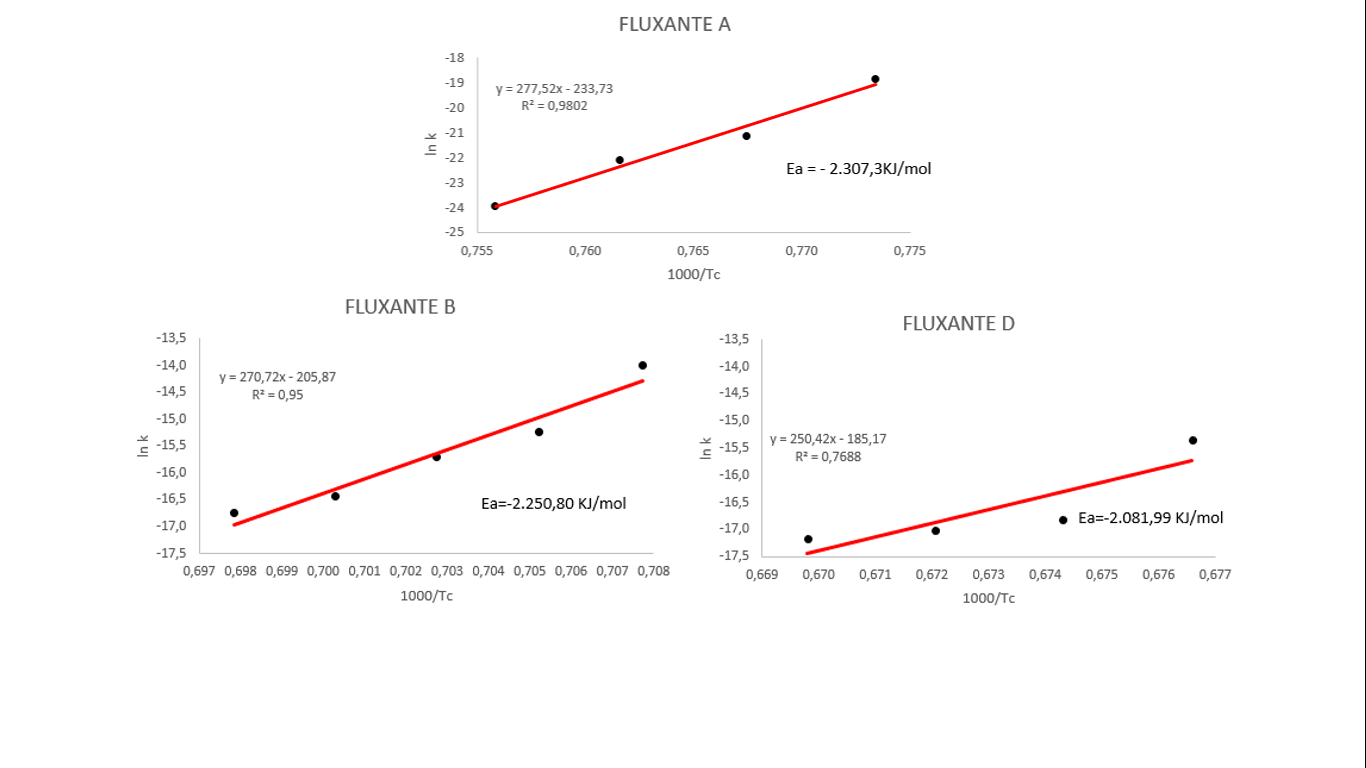 FLUXANTE A
-18
-19
-20
-21
-22
-23
-24
-25
ln k
y = 277,52x - 233,73
R² = 0,9802
Ea = - 2.307,3KJ/mol
0,755 0,760 0,765 0,770 0,775
1000/Tc
FLUXANTE B
-13,5
-14,0
-14,5
-15,0
-15,5
-16,0
-16,5
-17,0
-17,5
ln k
y = 270,72x - 205,87
R² = 0,95
Ea=-2.250,80 KJ/mol
0,697 0,698 0,699 0,700 0,701 0,702 0,703 0,704 0,705 0,706 0,707 0,708
1000/Tc
FLUXANTE D
-13,5
-14,0
-14,5
-15,0
-15,5
-16,0
-16,5
-17,0
-17,5
ln k
y = 250,42x - 185,17
R² = 0,7688
Ea=-2.081,99 KJ/mol
0,669 0,670 0,671 0,672 0,673 0,674 0,675 0,676 0,677
1000/Tc